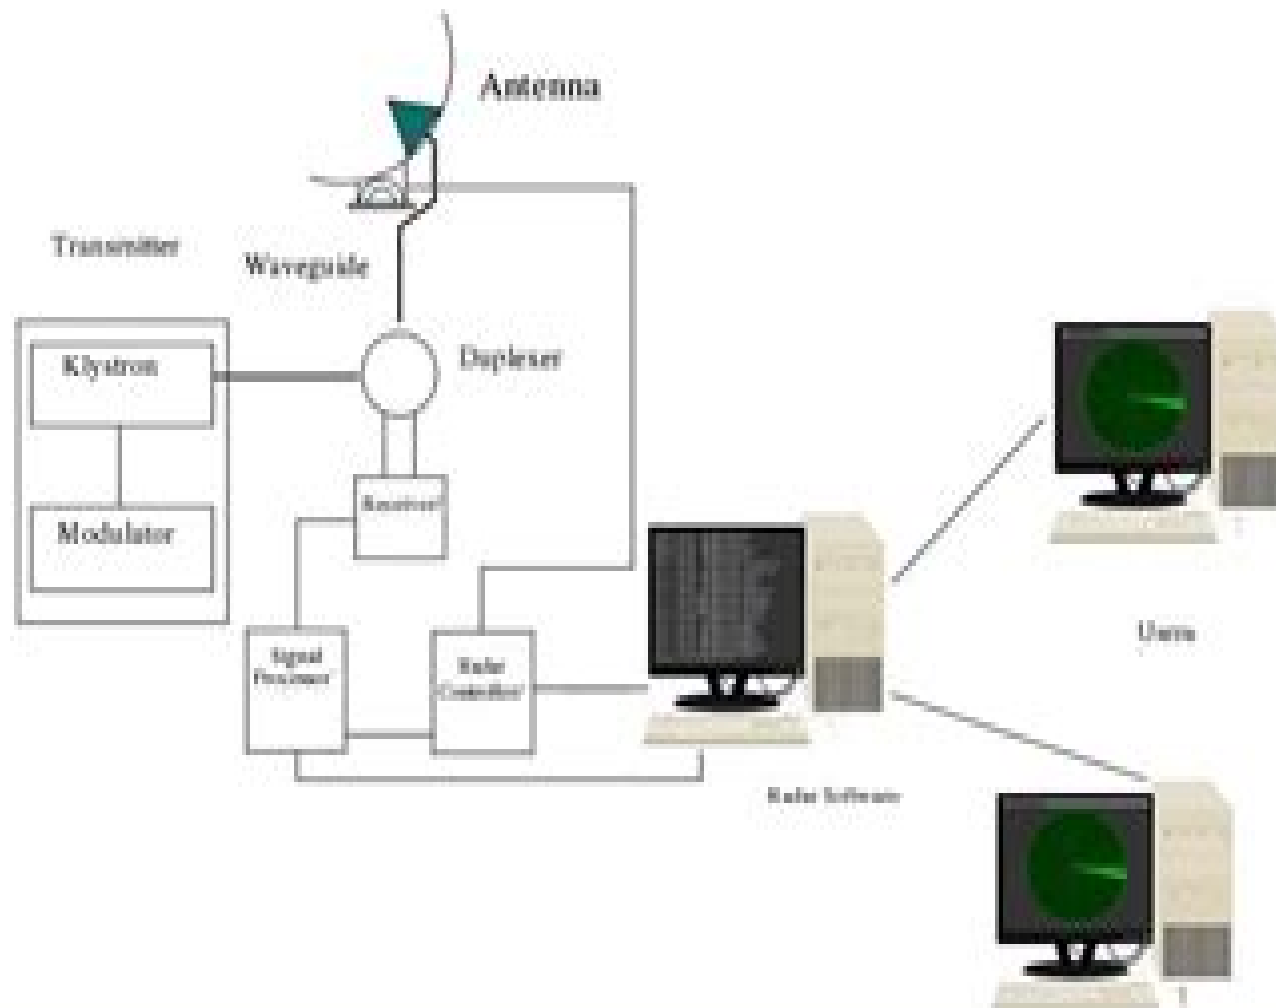 Antenna
Transmitter
Waveguide
Klystron
Duplexer
Receiver
Modulator
Signal
Processor
Radar
Controller
Users
Radar Software